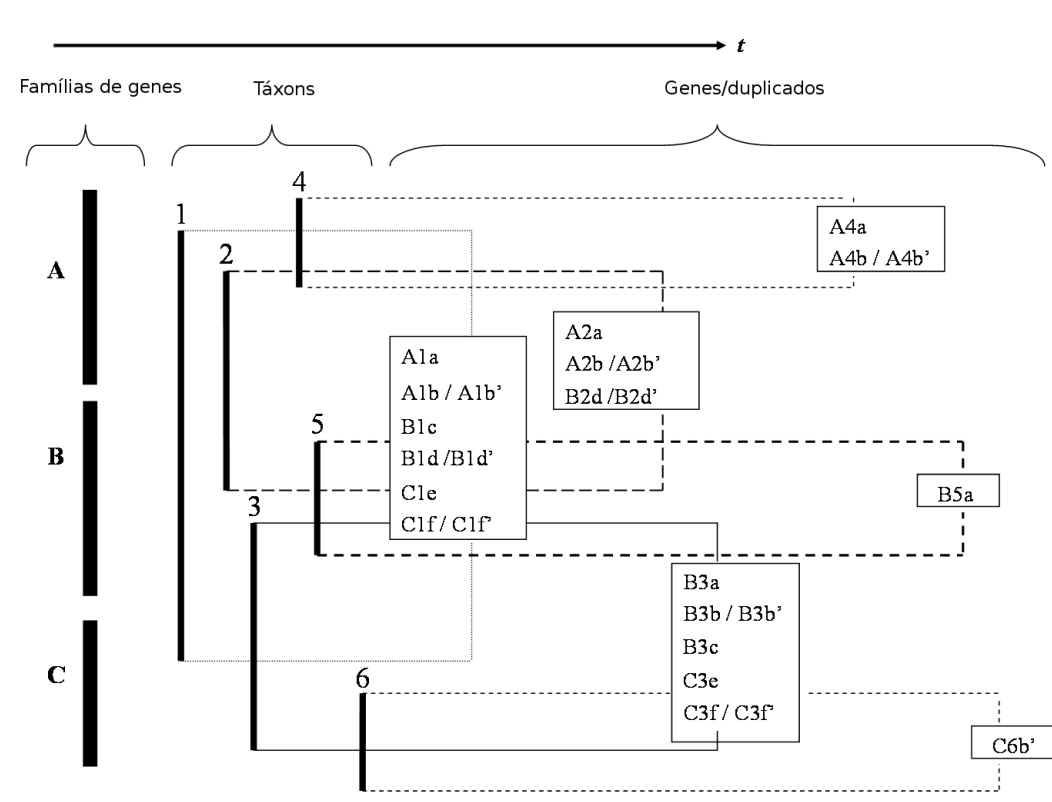 t
Famílias de genes
Táxons
Genes/duplicados
4
1
A4a
A4b / A4b’
2
A
A2a
A2b /A2b’
B2d /B2d’
A1a
A1b / A1b’
B1c
B1d /B1d’
C1e
C1f / C1f’
5
B
B5a
3
B3a
B3b / B3b’
B3c
C3e
C3f / C3f’
C
6
C6b’